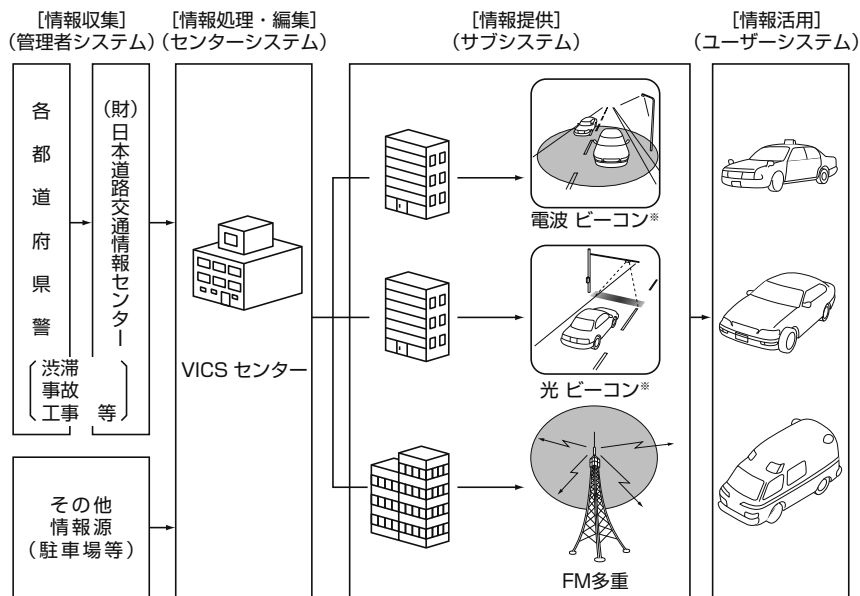 [情報収集]
(管理者システム)
[情報処理・編集]
(センターシステム)
[情報提供]
(サブシステム)
[情報活用]
(ユーザーシステム)
各都道府県警
(財)日本道路交通情報センター
渋滞
事故
工事 等
その他
情報源
(駐車場等)
VICS センター
電波 ビーコン※
光 ビーコン※
FM多重